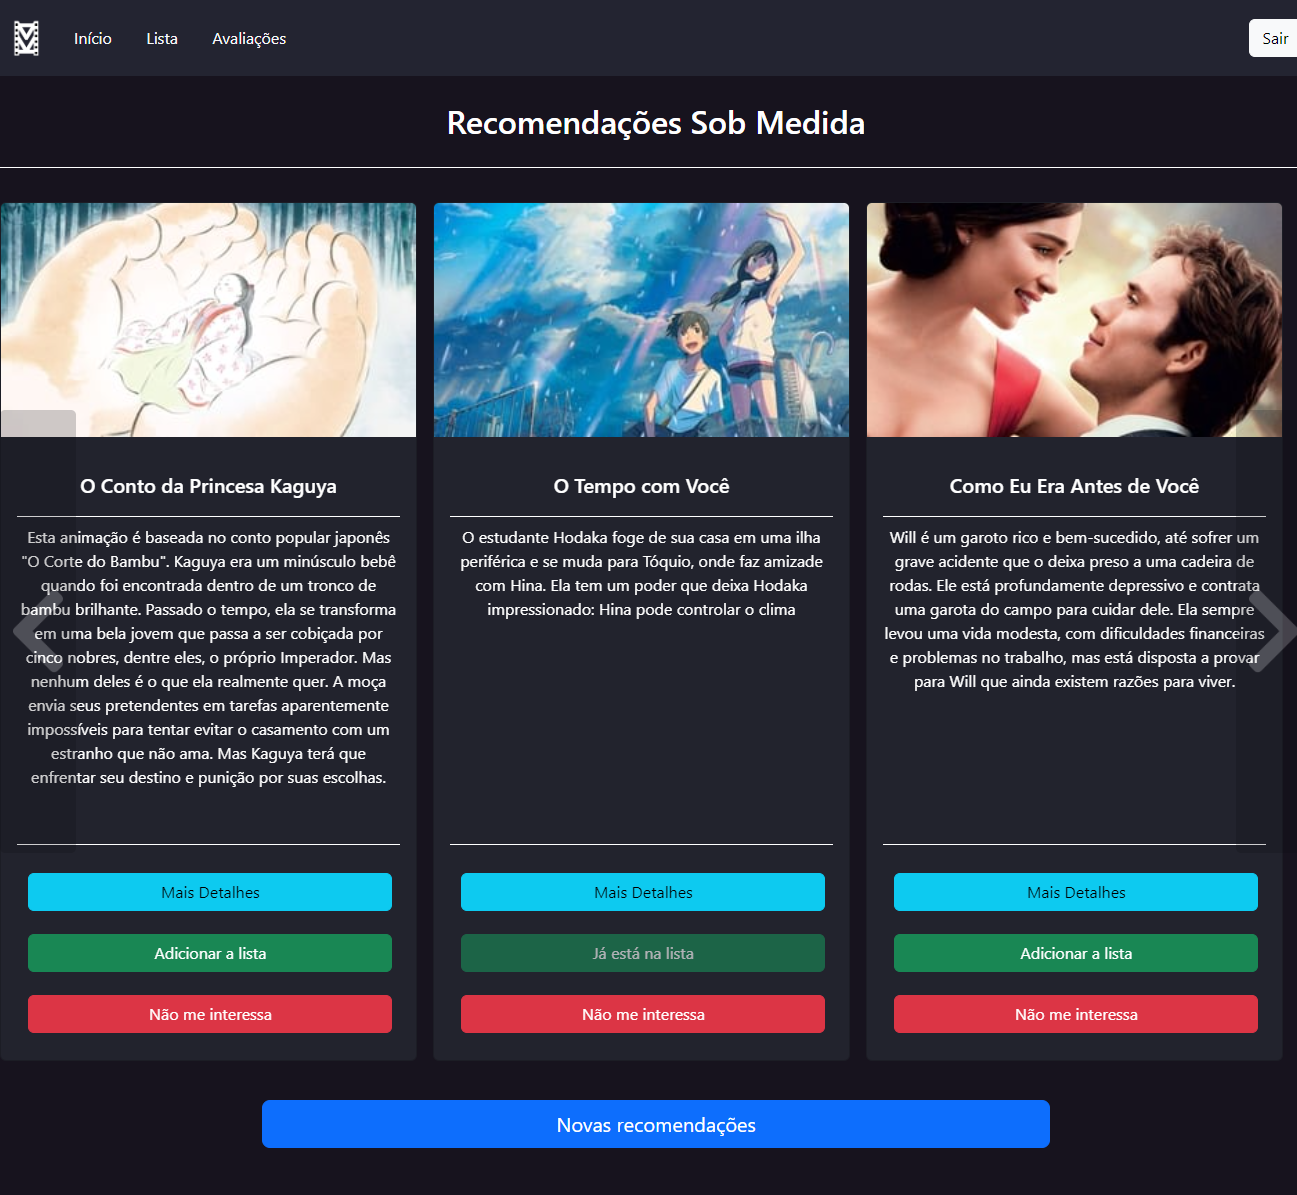 Início
Lista
Avaliações
Sair
Recomendações Sob Medida
O Conto da Princesa Kaguya
Esta animação é baseada no conto popular japonês
"O Corte do Bambu". Kaguya era um minúsculo bebê
quando foi encontrada dentro de um tronco de
bambu brilhante. Passado o tempo, ela se transforma
em uma bela jovem que passa a ser cobiçada por
cinco nobres, dentre eles, o próprio Imperador. Mas
nenhum deles é o que ela realmente quer. A moça
envia seus pretendentes em tarefas aparentemente
impossíveis para tentar evitar o casamento com um
estranho que não ama. Mas Kaguya terá que
enfrentar seu destino e punição por suas escolhas.
Mais Detalhes
Adicionar a lista
Não me interessa
O Tempo com Você
O estudante Hodaka foge de sua casa em uma ilha
periférica e se muda para Tóquio, onde faz amizade
com Hina. Ela tem um poder que deixa Hodaka
impressionado: Hina pode controlar o clima
Mais Detalhes
Já está na lista
Não me interessa
Como Eu Era Antes de Você
Will é um garoto rico e bem-sucedido, até sofrer um
grave acidente que o deixa preso a uma cadeira de
rodas. Ele está profundamente depressivo e contrata
uma garota do campo para cuidar dele. Ela sempre
levou uma vida modesta, com dificuldades financeiras
e problemas no trabalho, mas está disposta a provar
para Will que ainda existem razões para viver.
Mais Detalhes
Adicionar a lista
Não me interessa
Novas recomendações